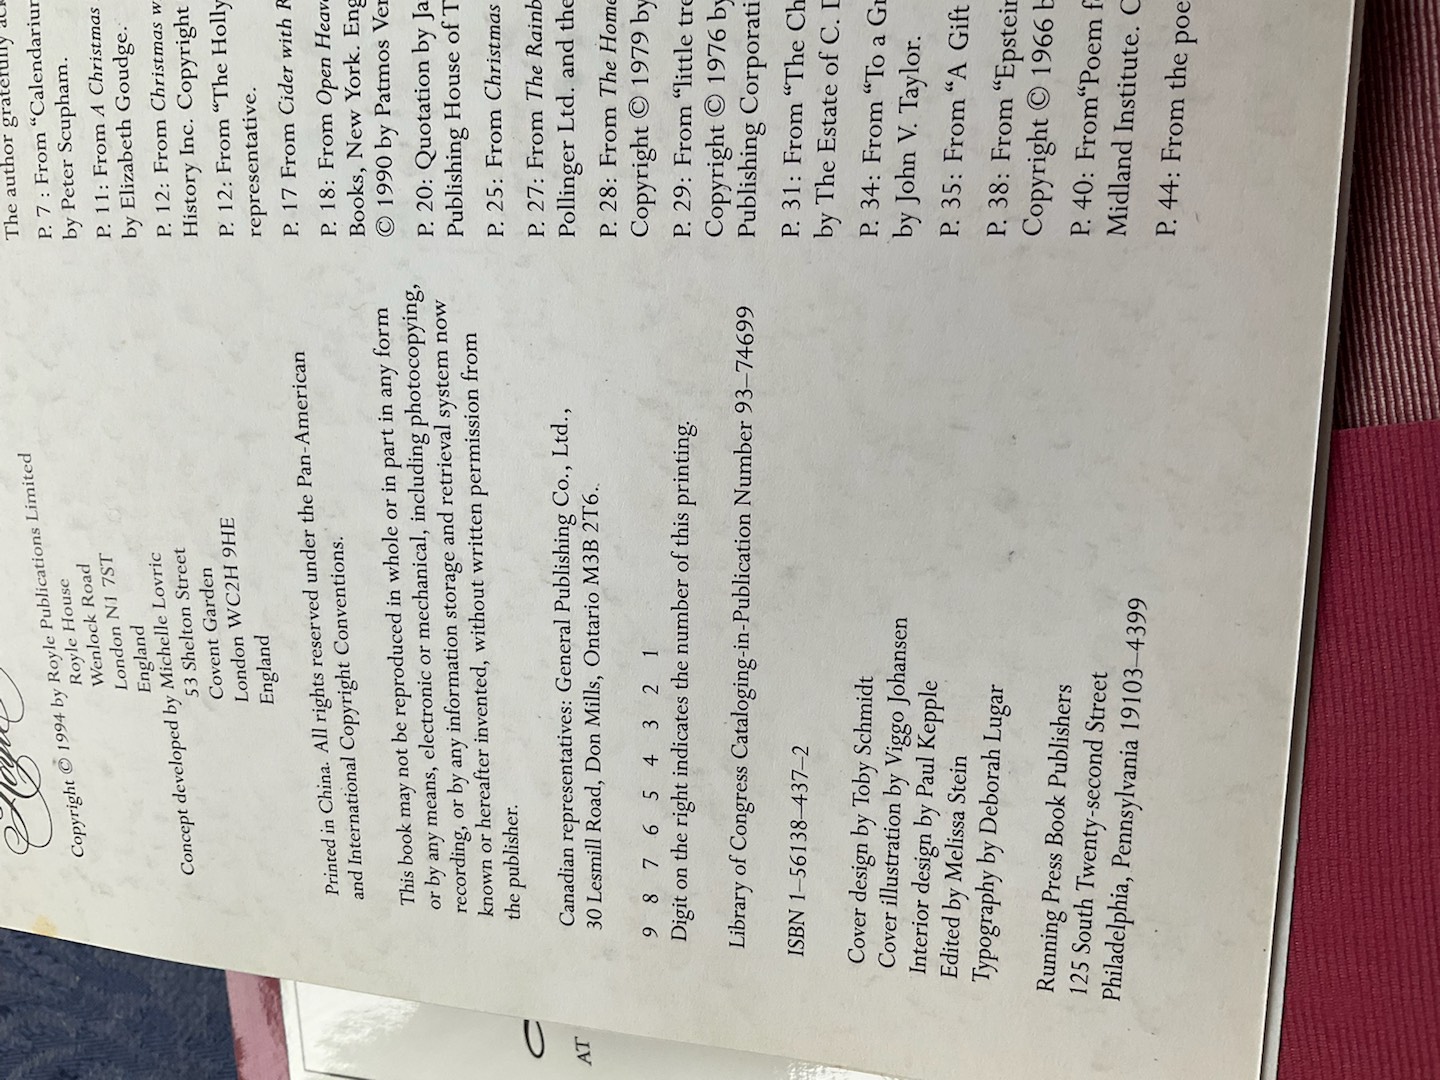 Copyright © 1994 by Royle Publications Limited
Royle House
Wenlock Road
London N1 7ST
England
Concept developed by Michelle Lovric
53 Shelton Street
Covent Garden
London WC2H 9HE
England
Printed in China. All rights reserved under the Pan-American
and International Copyright Conventions.
This book may not be reproduced in whole or in part in any form
or by any means, electronic or mechanical, including photocopying,
recording, or by any information storage and retrieval system now
known or hereafter invented, without written permission from
the publisher.
Canadian representatives: General Publishing Co., Ltd.,
30 Lesmill Road, Don Mills, Ontario M3B 2T6.
9 8 7 6 5 4 3 2 1
Digit on the right indicates the number of this printing.
Library of Congress Cataloging-in-Publication Number 93–74699
ISBN 1–56138–437–2
Cover design by Toby Schmidt
Cover illustration by Viggo Johansen
Interior design by Paul Kepple
Edited by Melissa Stein
Typography by Deborah Lugar
Running Press Book Publishers
125 South Twenty-second Street
Philadelphia, Pennsylvania 19103–4399
The author gratefully
P. 7 : From “Calendarium
by Peter Scupham.
P. 11: From A Christmas
by Elizabeth Goudge.
P. 12: From Christmas
History Inc. Copyright
P. 12: From “The Holly
representative.
P. 17 From Cider with
P. 18: From Open
Books, New York.
© 1990 by Patmos
P. 20: Quotation by
Publishing House of
P. 25: From Christmas
P. 27: From The
Pollinger Ltd. and the
P. 28: From The Home
Copyright © 1979 by
P. 29: From “little
Copyright © 1976 by
Publishing
P. 31: From “The
by The Estate of C.
P. 34: From “To a
by John V. Taylor.
P. 35: From “A Gift
P. 38: From “Epstein
Copyright © 1966
P. 40: From“Poem
Midland Institute.
P. 44: From the
AT